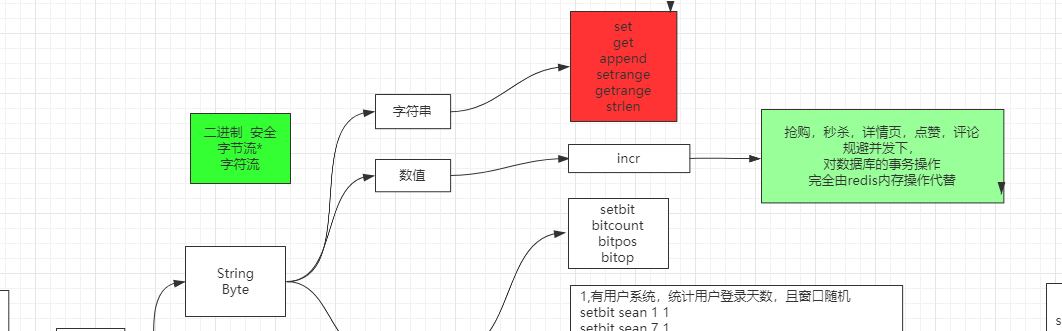 set
get
append
setrange
getrange
strlen
字符串
二进制 安全
字节流*
字符流
抢购，秒杀，详情页，点赞，评论
规避并发下，
对数据库的事务操作
完全由redis内存操作代替
incr
数值
setbit
bitcount
bitpos
bitop
String
Byte
1,有用户系统，统计用户登录天数，且窗口随机
setbit sean 1 1
setbit sean 7 1
s